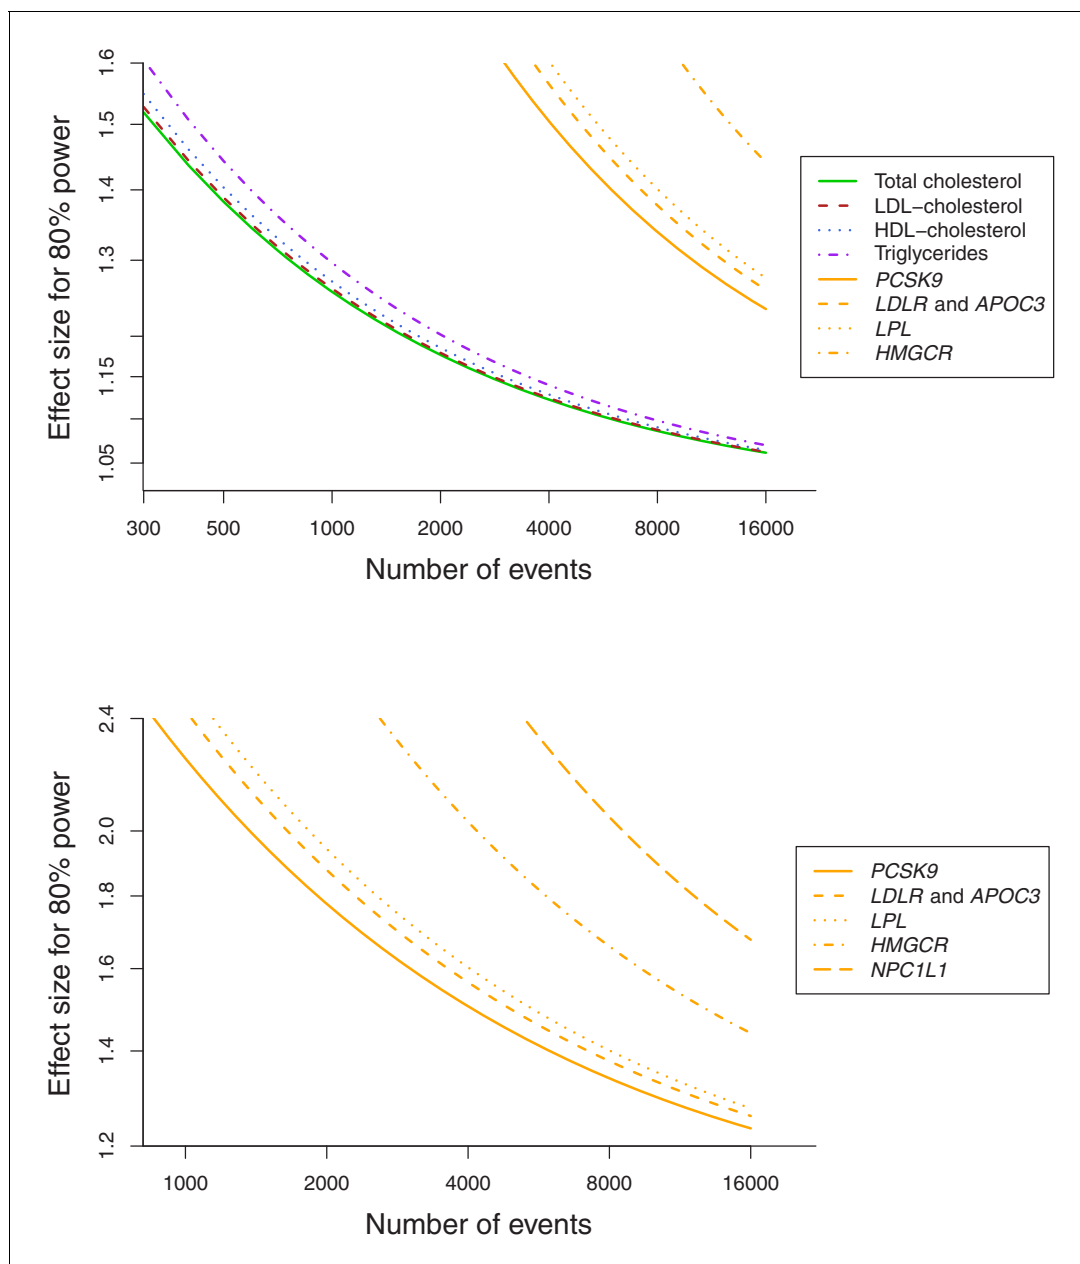 Effect size for 80% power
1.6
1.5
1.4
1.3
1.15
1.05
300 500 1000 2000 4000 8000 16000
Number of events
Total cholesterol
LDL−cholesterol
HDL−cholesterol
Triglycerides
PCSK9
LDLR and APOC3
LPL
HMGCR
Effect size for 80% power
2.4
2.0
1.8
1.6
1.4
1.2
1000 2000 4000 8000 16000
Number of events
PCSK9
LDLR and APOC3
LPL
HMGCR
NPC1L1